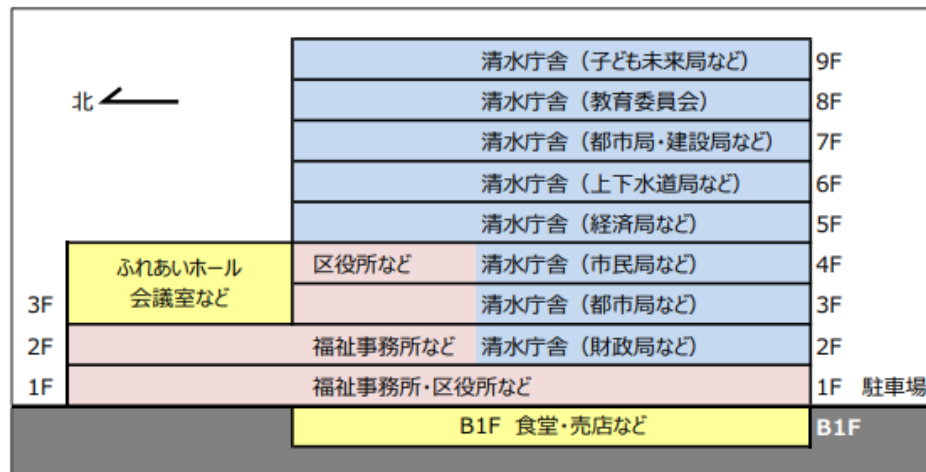 清水庁舎（子ども未来局など） 9F
北
清水庁舎（教育委員会） 8F
清水庁舎（都市局・建設局など） 7F
清水庁舎（上下水道局など） 6F
清水庁舎（経済局など） 5F
ふれあいホール
会議室など
区役所など 清水庁舎（市民局など） 4F
3F 清水庁舎（都市局など） 3F
2F 福祉事務所など 清水庁舎（財政局など） 2F
1F 福祉事務所・区役所など 1F 駐車場
B1F 食堂・売店など B1F